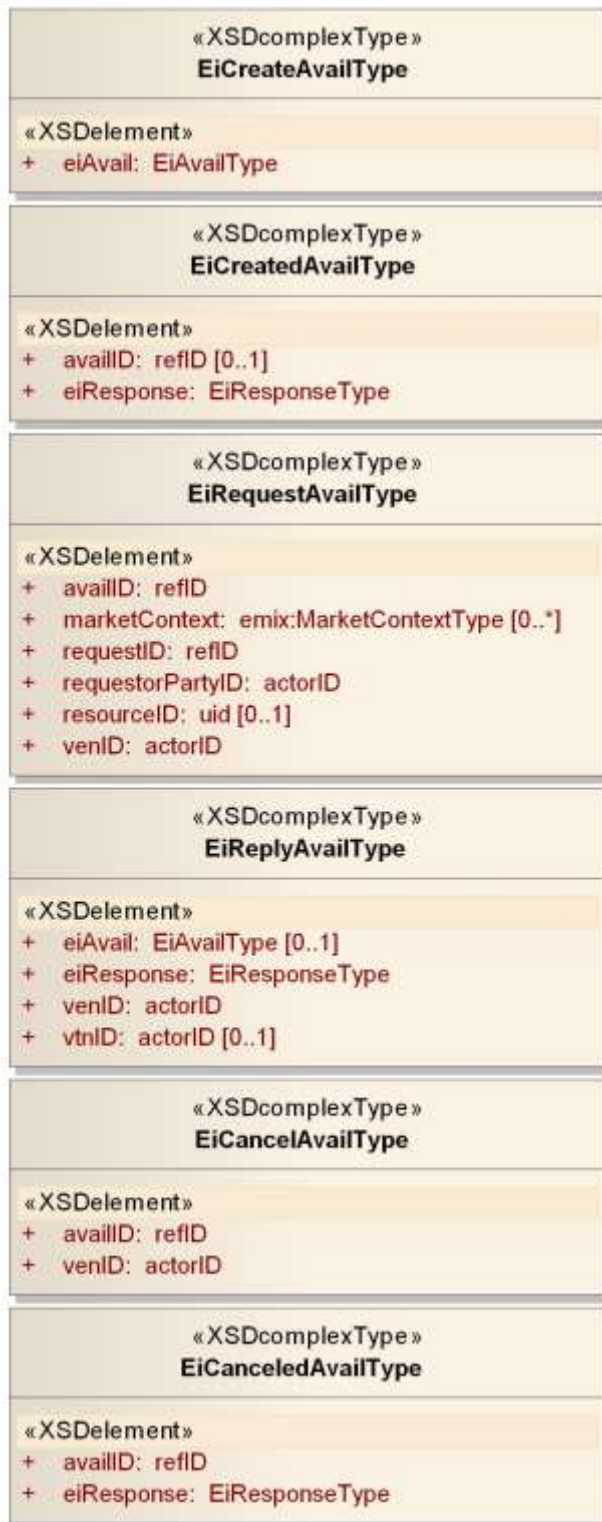 «XSDcomplexType»
EiCreateAvailType
«XSDelement»
+ eiAvail: EiAvailType
«XSDcomplexType»
EiCreatedAvailType
«XSDelement»
+ availID: refID [0..1]
+ eiResponse: EiResponseType
«XSDcomplexType»
EiRequestAvailType
«XSDelement»
+ availID: refID
+ marketContext: emix:MarketContextType [0..*]
+ requestID: refID
+ requestorPartyID: actorID
+ resourceID: uid [0..1]
+ venID: actorID
«XSDcomplexType»
EiReplyAvailType
«XSDelement»
+ eiAvail: EiAvailType [0..1]
+ eiResponse: EiResponseType
+ venID: actorID
+ vtnID: actorID [0..1]
«XSDcomplexType»
EiCancelAvailType
«XSDelement»
+ availID: refID
+ venID: actorID
«XSDcomplexType»
EiCanceledAvailType
«XSDelement»
+ availID: refID
+ eiResponse: EiResponseType